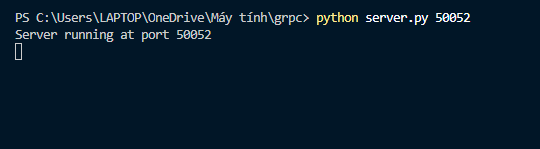 PS C:\Users\LAPTOP\OneDrive\Máy tính\grpc> python server.py 50052
Server running at port 50052